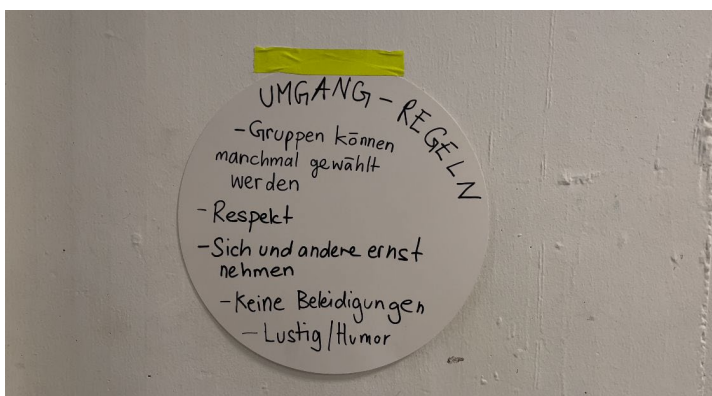 UMGANG - REGELN
- Gruppen können
manchmal gewählt
werden
- Respekt
- Sich und andere ernst
nehmen
- Keine Beleidigungen
- Lustig/Humor